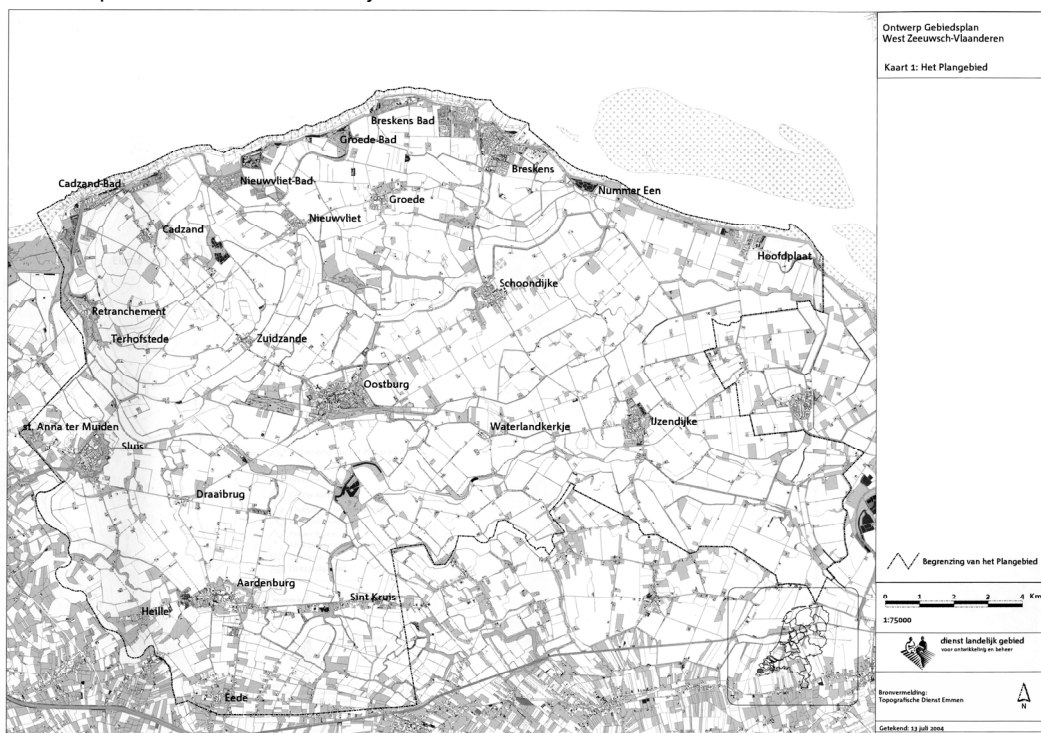 Ontwerp Gebiedsplan
West Zeeuwsch-Vlaanderen
Kaart 1: Het Plangebied
Breskens Bad
Groede-Bad
Breskens
Cadzand-Bad
Nieuwvliet-Bad
Nummer Een
Groede
Nieuwvliet
Cadzand
Hoofdplaat
Schoondijke
Retranchement
Terhofstede
Zuidzande
Oostburg
st. Anna ter Muiden
Waterlandkerkje
IJzendijke
Sluis
Draaibrug
Aardenburg
Sint Kruis
Heille
Eede
Begrenzing van het Plangebied
0 1 2 3 4 Km
1:75000
dienst landelijk gebied
voor ontwikkeling en beheer
Bronvermelding:
Topografische Dienst Emmen
N
Getekend: 13 juli 2004